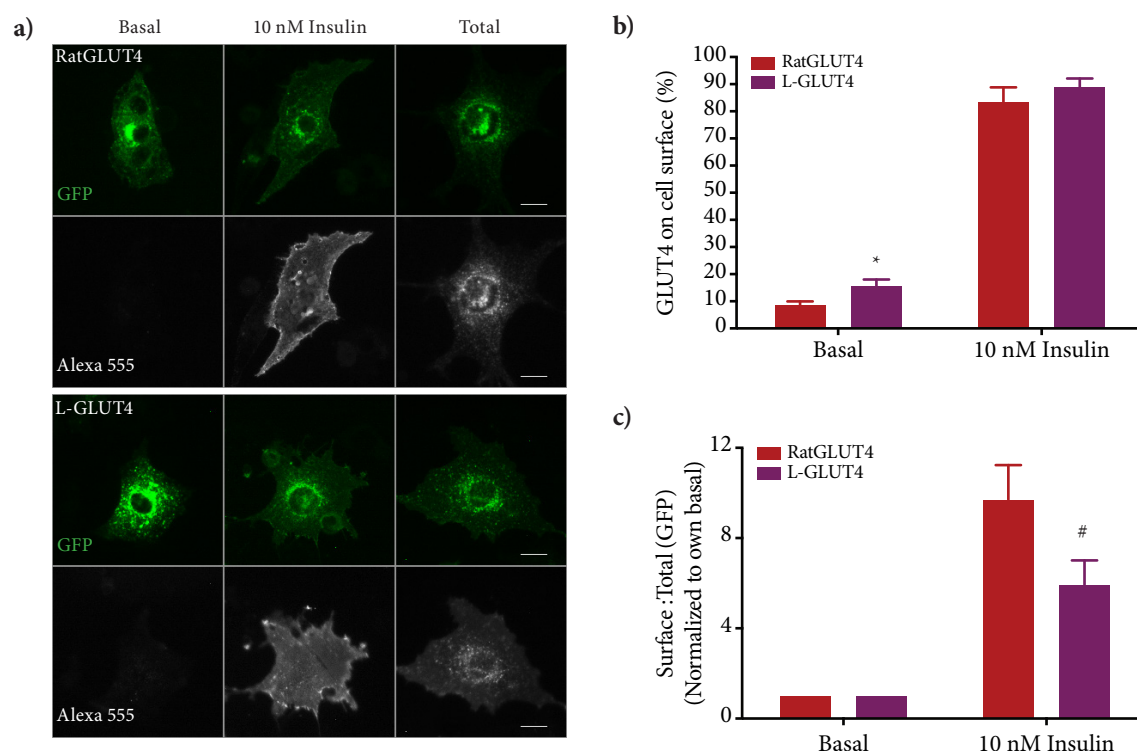 a)
Basal
10 nM Insulin
Total
RatGLUT4
GFP
Alexa 555
L-GLUT4
GFP
Alexa 555
b)
GLUT4 on cell surface (%)
100
90
80
70
60
50
40
30
20
10
0
RatGLUT4
L-GLUT4
*
Basal
10 nM Insulin
c)
Surface :Total (GFP)
(Normalized to own basal)
12
8
4
0
RatGLUT4
L-GLUT4
#
Basal
10 nM Insulin